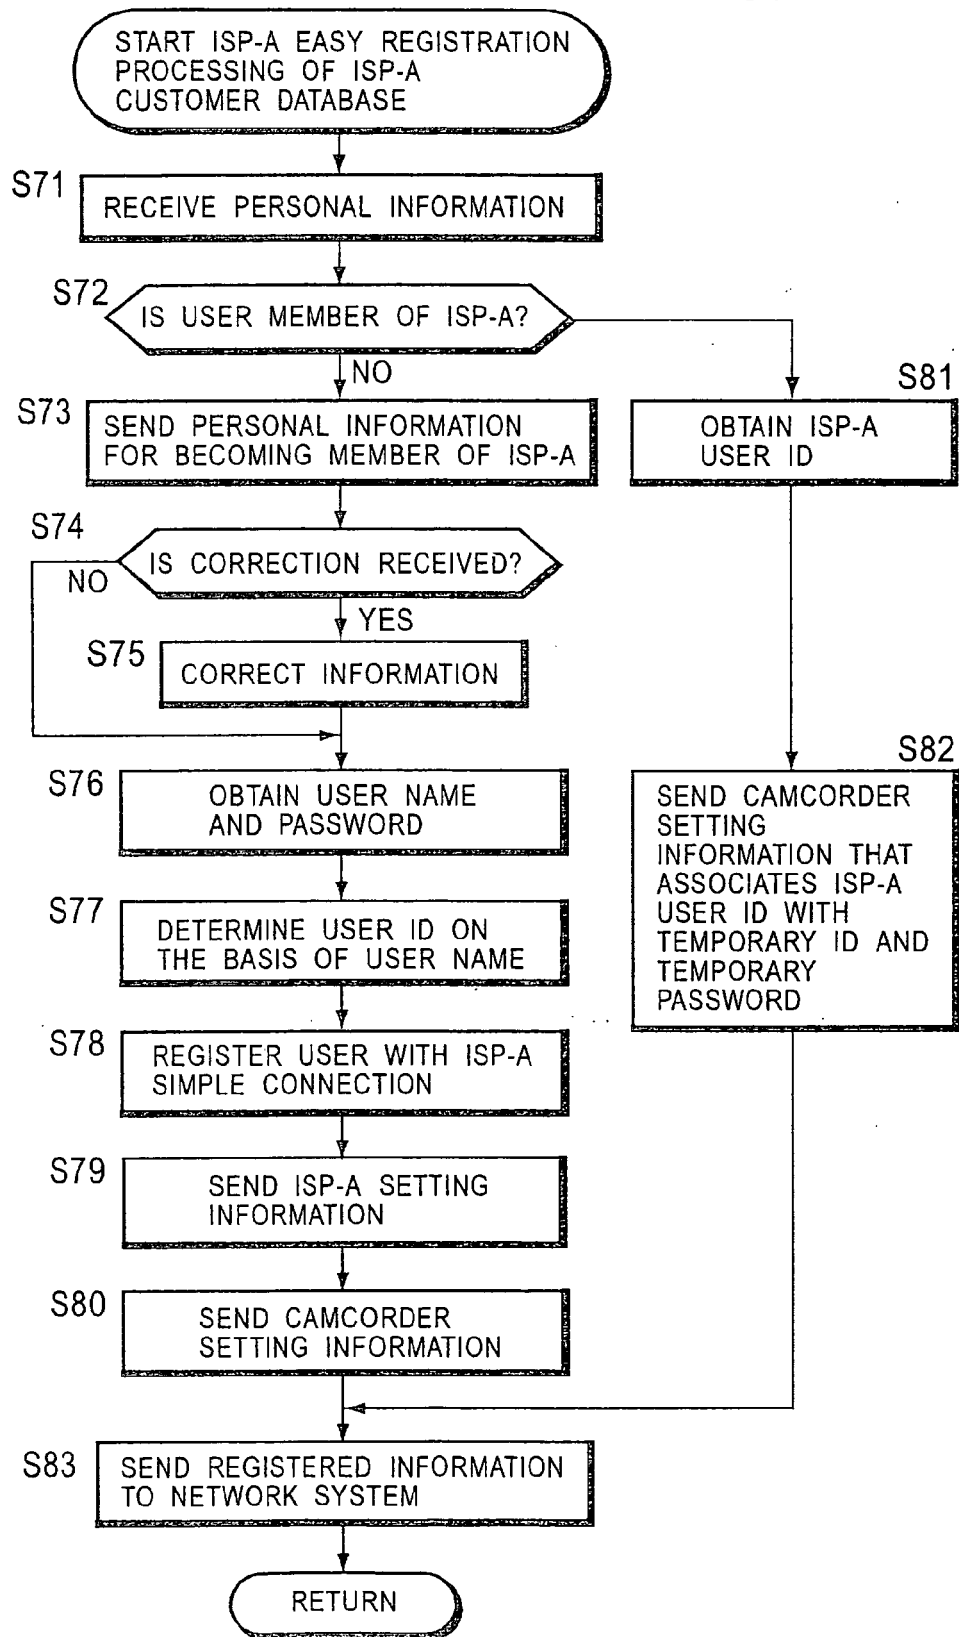 START ISP-A EASY REGISTRATION
PROCESSING OF ISP-A
CUSTOMER DATABASE
S71
RECEIVE PERSONAL INFORMATION
S72
IS USER MEMBER OF ISP-A?
NO
S73
SEND PERSONAL INFORMATION
FOR BECOMING MEMBER OF ISP-A
S81
OBTAIN ISP-A
USER ID
S74
IS CORRECTION RECEIVED?
NO
YES
S75
CORRECT INFORMATION
S76
OBTAIN USER NAME
AND PASSWORD
S82
SEND CAMCORDER
SETTING
INFORMATION THAT
ASSOCIATES ISP-A
USER ID WITH
TEMPORARY ID AND
TEMPORARY
PASSWORD
S77
DETERMINE USER ID ON
THE BASIS OF USER NAME
S78
REGISTER USER WITH ISP-A
SIMPLE CONNECTION
S79
SEND ISP-A SETTING
INFORMATION
S80
SEND CAMCORDER
SETTING INFORMATION
S83
SEND REGISTERED INFORMATION
TO NETWORK SYSTEM
RETURN